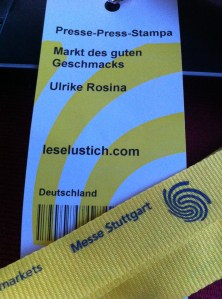 Presse-Press-Stampa
Markt des guten
Geschmacks
Ulrike Rosina
leselustich.com
Deutschland
markets
Messe Stuttgart